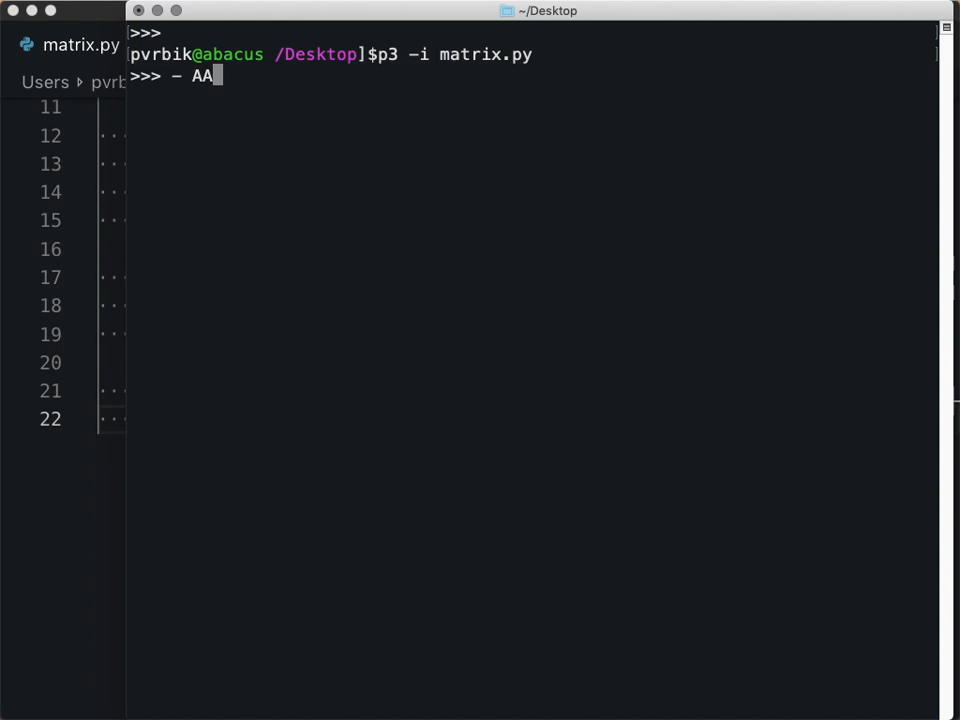 ~/Desktop
matrix.py
Users ▸ pvrb
11
12
13
14
15
16
17
18
19
20
21
22
[>>> ]
[pvrbik@abacus /Desktop]$p3 -i matrix.py ]
>>> - AA